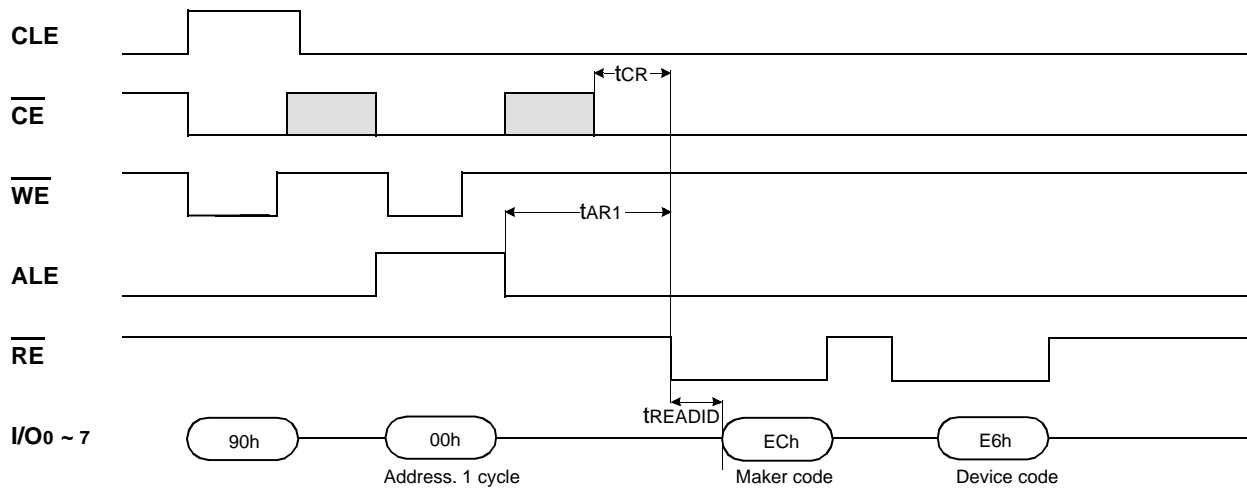 CLE
tCR
CE
WE
tAR1
ALE
RE
tREADID
I/O0 ~ 7
90h
00h
ECh
E6h
Address. 1 cycle
Maker code
Device code